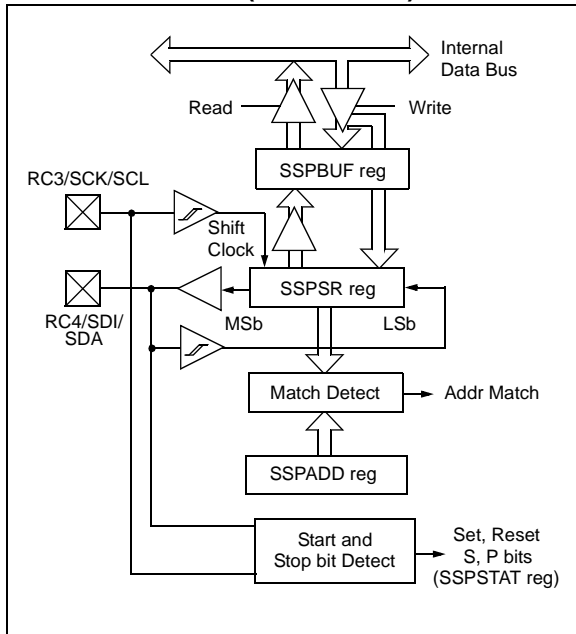 Internal
Data Bus
Read
Write
SSPBUF reg
RC3/SCK/SCL
Shift
Clock
SSPSR reg
MSb
LSb
RC4/SDI/
SDA
Match Detect
Addr Match
SSPADD reg
Start and
Stop bit Detect
Set, Reset
S, P bits
(SSPSTAT reg)